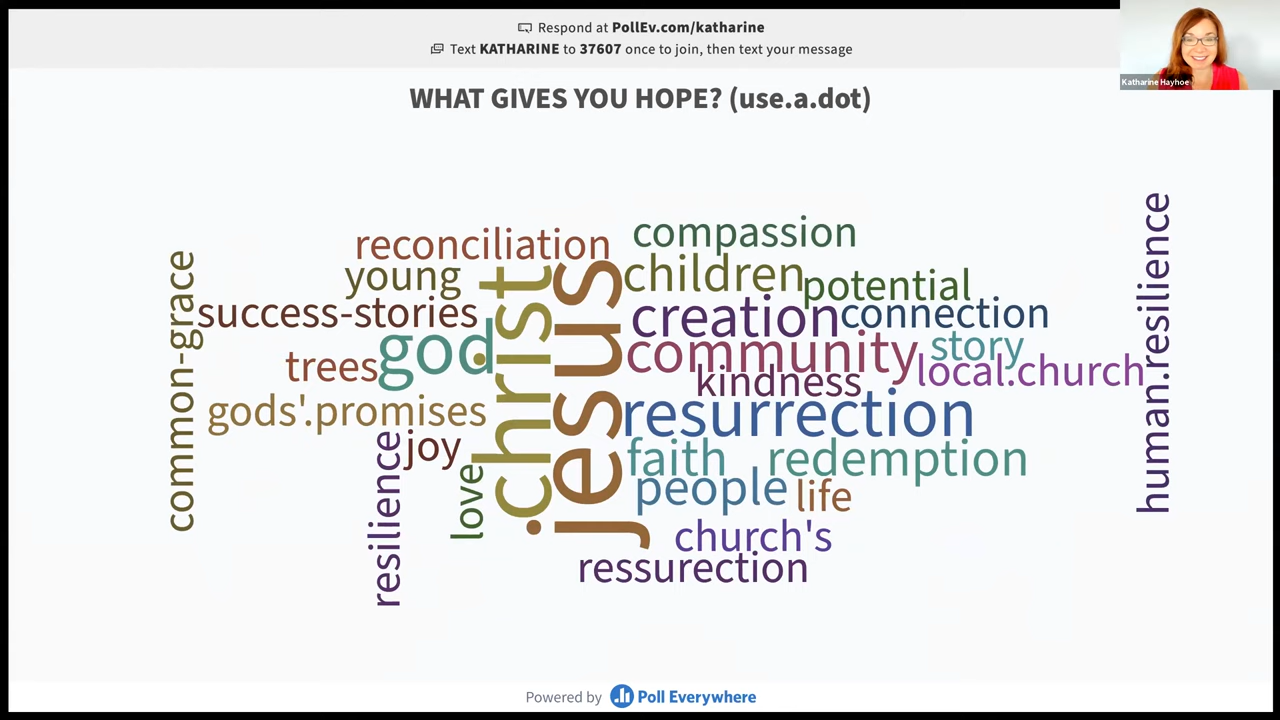 Respond at PollEv.com/katharine
Text KATHARINE to 37607 once to join, then text your message
Katharine Hayhoe
WHAT GIVES YOU HOPE? (use.a.dot)
common-grace
reconciliation
young
success-stories
trees
god
gods'.promises
joy
resilience
love
.christ
jesus
compassion
children
potential
creation
connection
community
story
kindness
local.church
resurrection
faith
redemption
people
life
church's
ressurection
human.resilience
Powered by Poll Everywhere